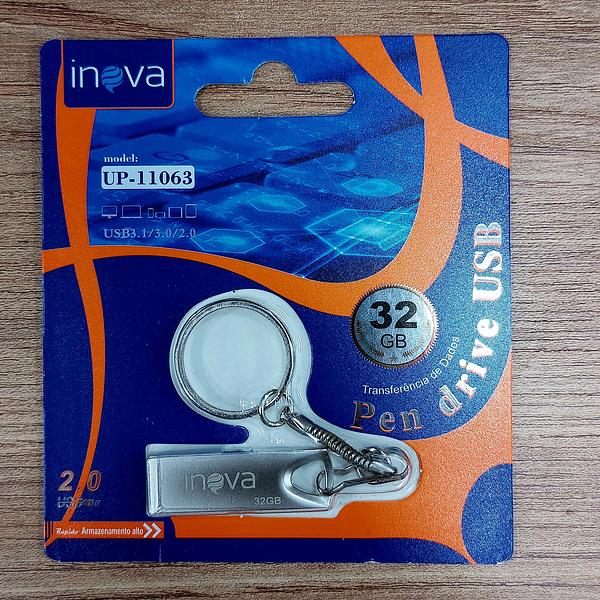 inova
model:
UP-11063
USB3.1/3.0/2.0
32
GB
Transferência de Dados
Pen drive USB
inova
32GB
2.0
Rapido Armazenamento alto